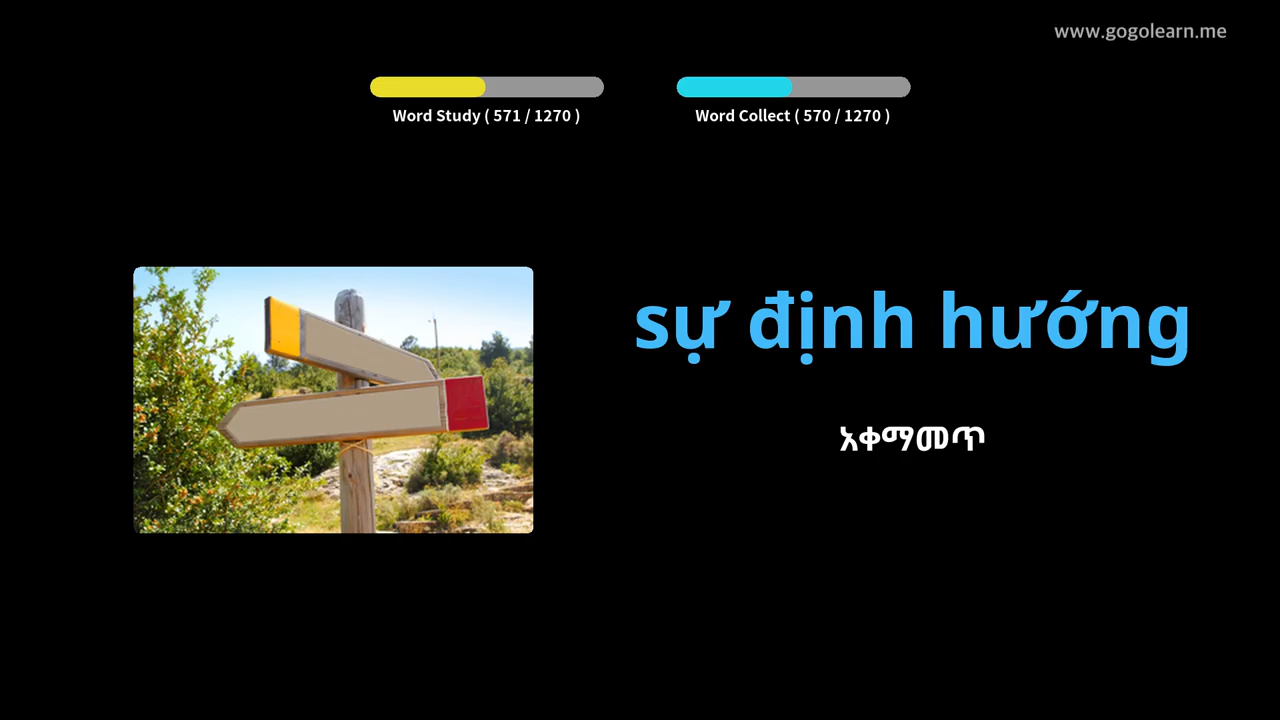 www.gogolearn.me
Word Study ( 571 / 1270 )
Word Collect ( 570 / 1270 )
sự định hướng
አቀማመጥ